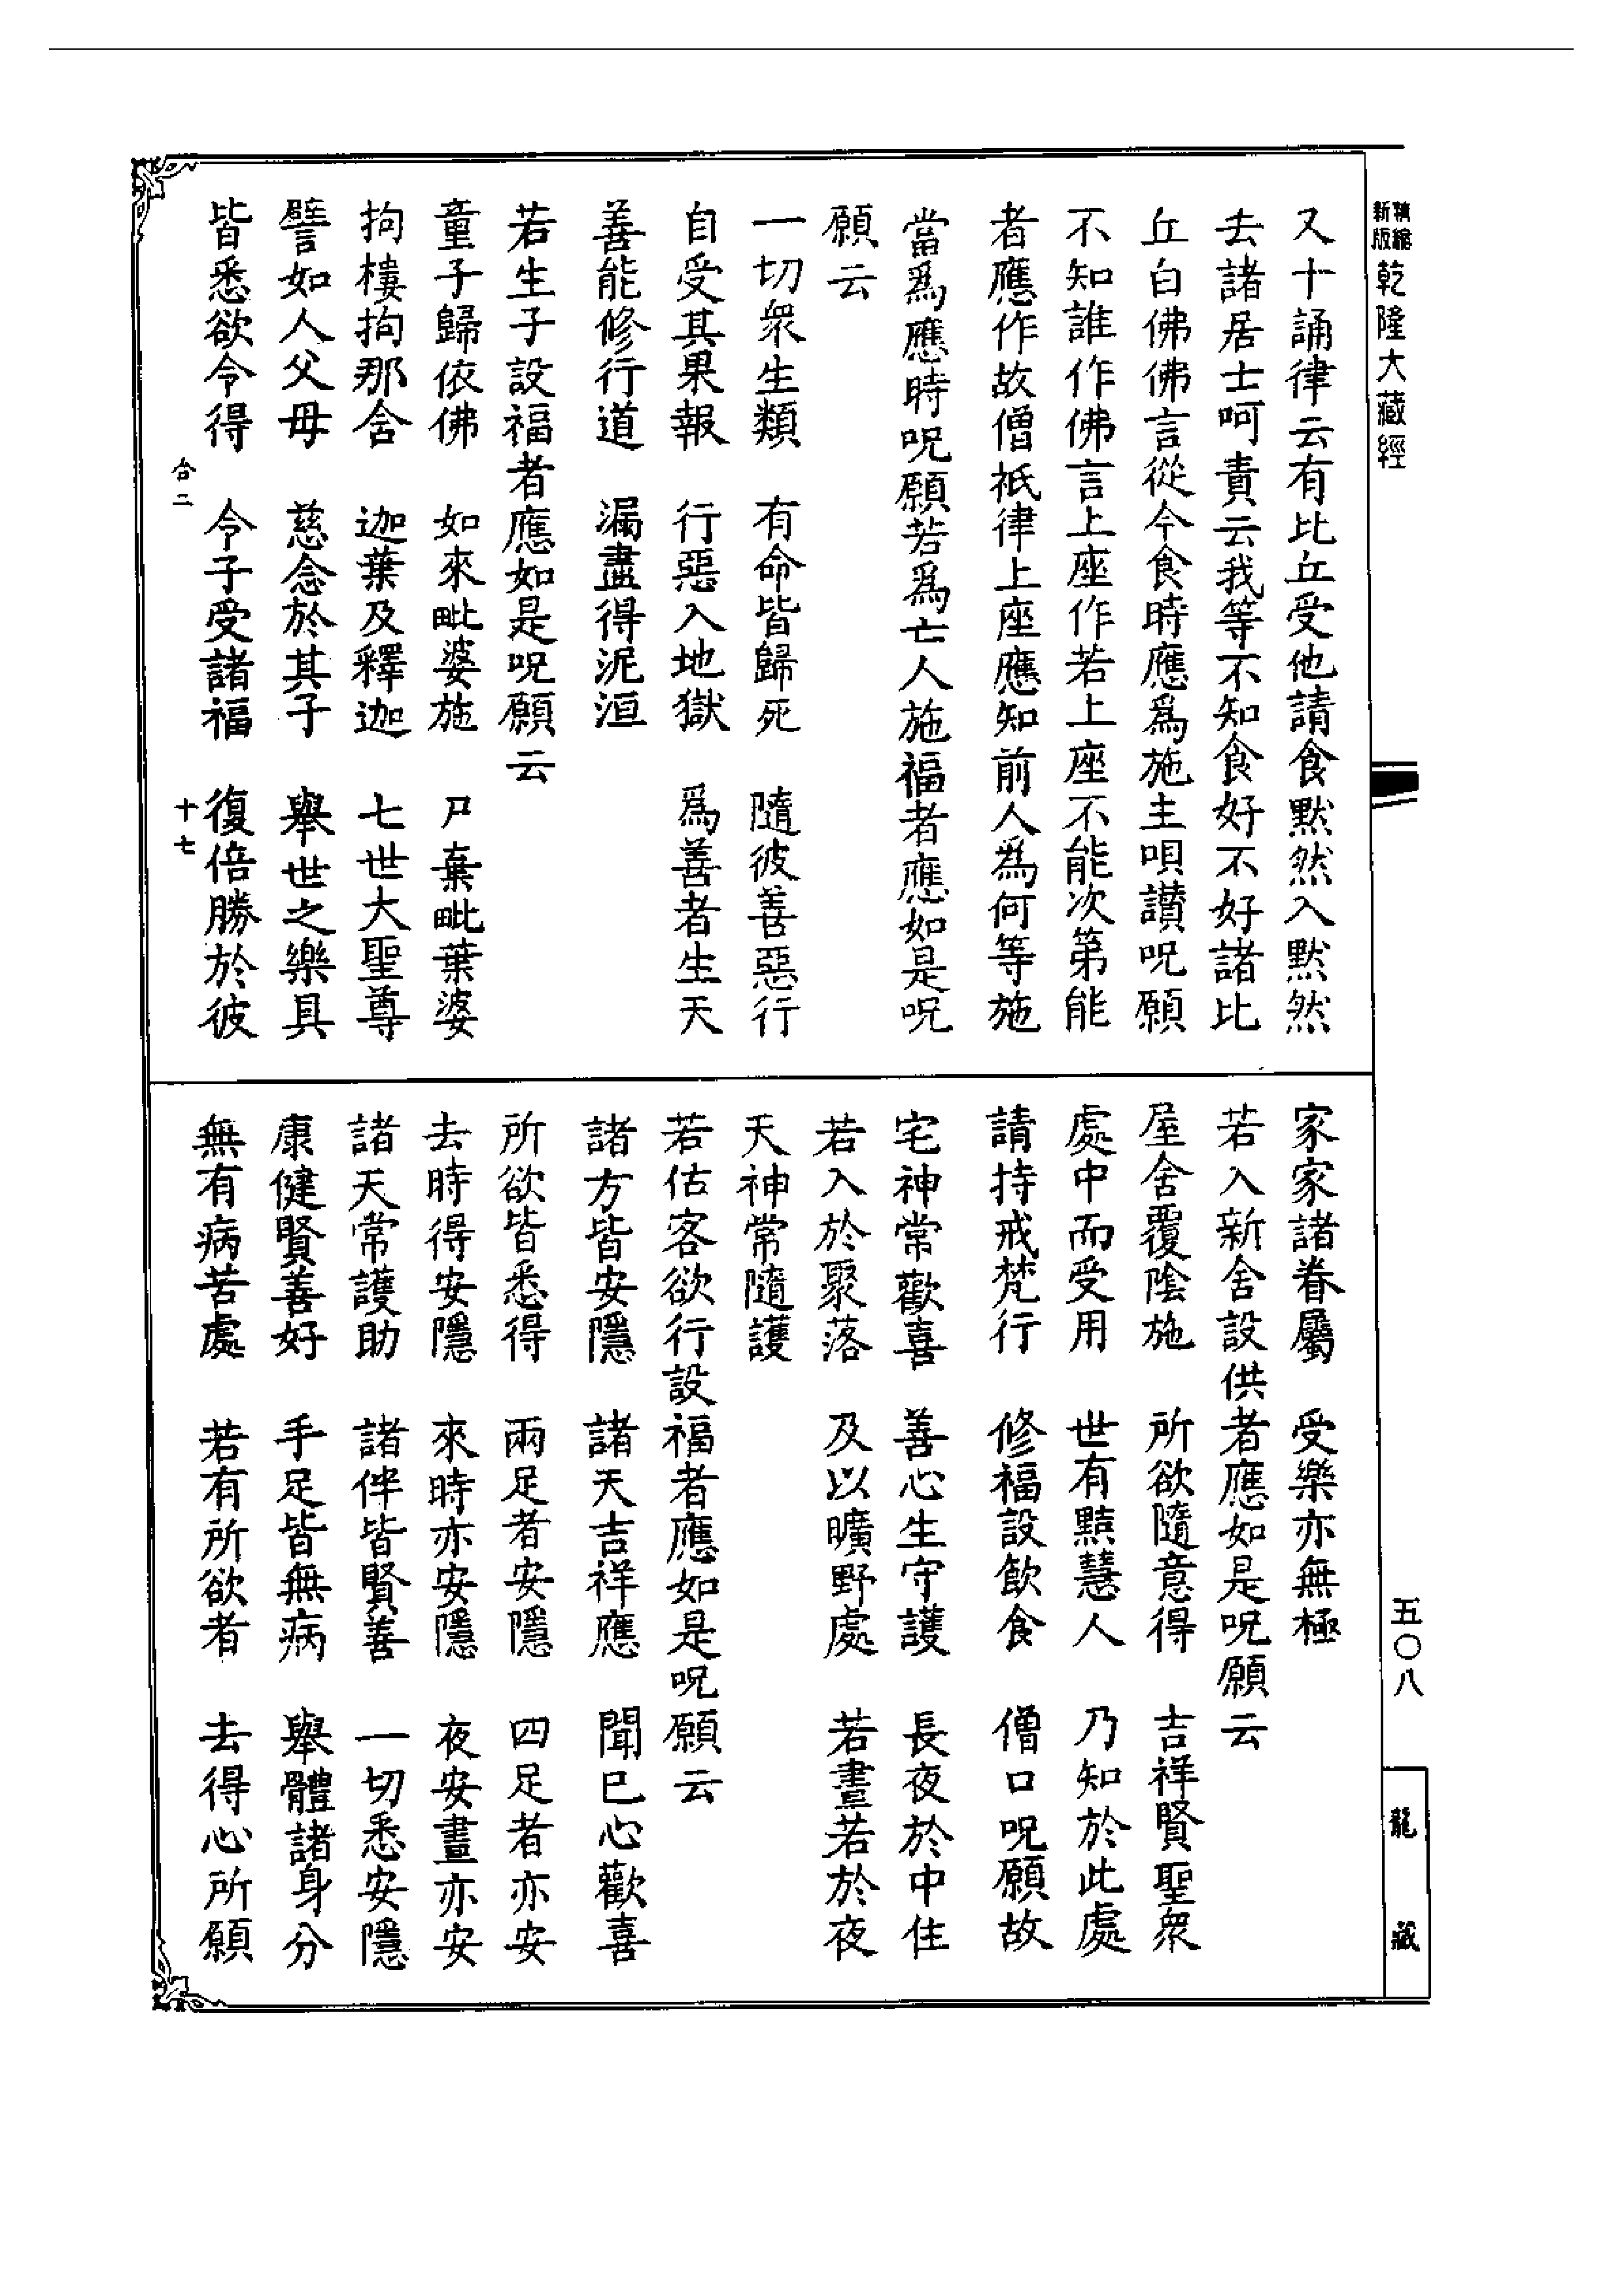 精縮新版乾隆大藏經
又十誦律云有比丘受他請食默然入默然
去諸居士呵責云我等不知食好不好諸比
丘白佛佛言從今食時應爲施主唄讚呪願
不知誰作佛言上座作若上座不能次第能
者應作故僧祇律上座應知前人爲何等施
當爲應時呪願若爲亡人施福者應如是呪
願云
一切衆生類　有命皆歸死　隨彼善惡行
自受其果報　行惡入地獄　爲善者生天
善能修行道　漏盡得泥洹
若生子設福者應如是呪願云
童子歸依佛　如來毗婆施　尸棄毗葉婆
拘樓拘那含　迦葉及釋迦　七世大聖尊
譬如人父母　慈念於其子　舉世之樂具
皆悉欲令得　令子受諸福　復倍勝於彼
合二　十七
家家諸眷屬　受樂亦無極
若入新舍設供者應如是呪願云
屋舍覆陰施　所欲隨意得　吉祥賢聖衆
處中而受用　世有黠慧人　乃知於此處
請持戒梵行　修福設飲食　僧口呪願故
宅神常歡喜　善心生守護　長夜於中住
若入於聚落　及以曠野處　若晝若於夜
天神常隨護
若估客欲行設福者應如是呪願云
諸方皆安隱　諸天吉祥應　聞已心歡喜
所欲皆悉得　兩足者安隱　四足者亦安
去時得安隱　來時亦安隱　夜安晝亦安
諸天常護助　諸伴皆賢善　一切悉安隱
康健賢善好　手足皆無病　舉體諸身分
無有病苦處　若有所欲者　去得心所願
五〇八
龍藏